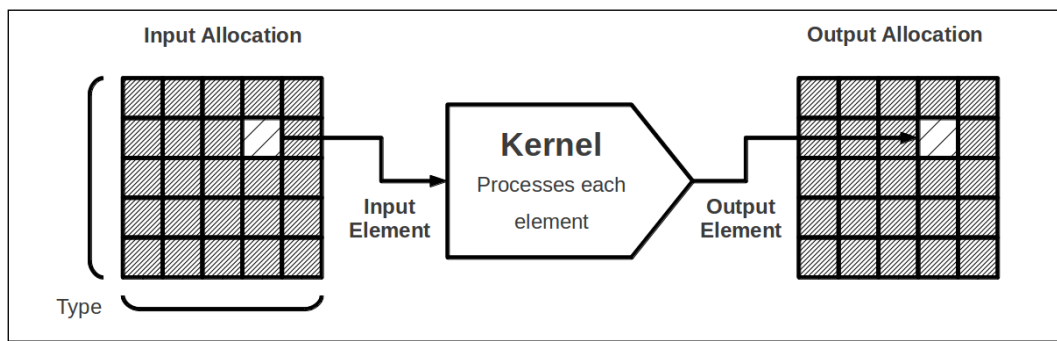 Input Allocation
Output Allocation
Kernel
Processes each
element
Input
Element
Output
Element
Type